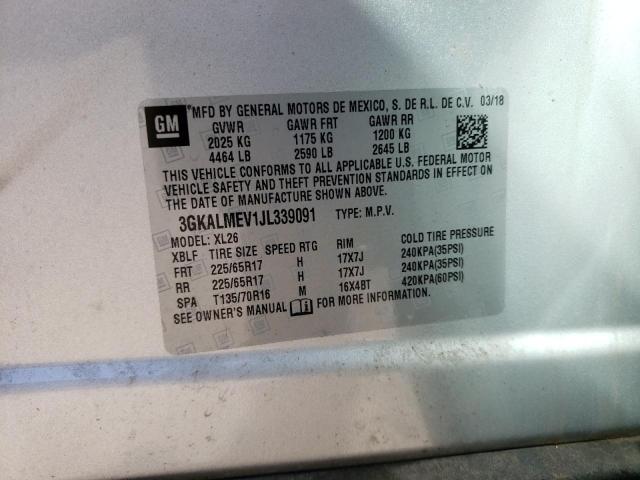 GM
*MFD BY GENERAL MOTORS DE MEXICO, S. DE R.L. DE C.V. 03/18
GVWR GAWR FRT GAWR RR
2025 KG 1175 KG 1200 KG
4464 LB 2590 LB 2645 LB
THIS VEHICLE CONFORMS TO ALL APPLICABLE U.S. FEDERAL MOTOR
VEHICLE SAFETY AND THEFT PREVENTION STANDARDS IN EFFECT ON
THE DATE OF MANUFACTURE SHOWN ABOVE.
3GKALMEV1JL339091 TYPE: M.P.V.
MODEL: XL26
XBLF TIRE SIZE SPEED RTG RIM COLD TIRE PRESSURE
FRT 225/65R17 H 17X7J 240KPA(35PSI)
RR 225/65R17 H 17X7J 240KPA(35PSI)
SPA T135/70R16 M 16X4BT 420KPA(60PSI)
SEE OWNER'S MANUAL FOR MORE INFORMATION